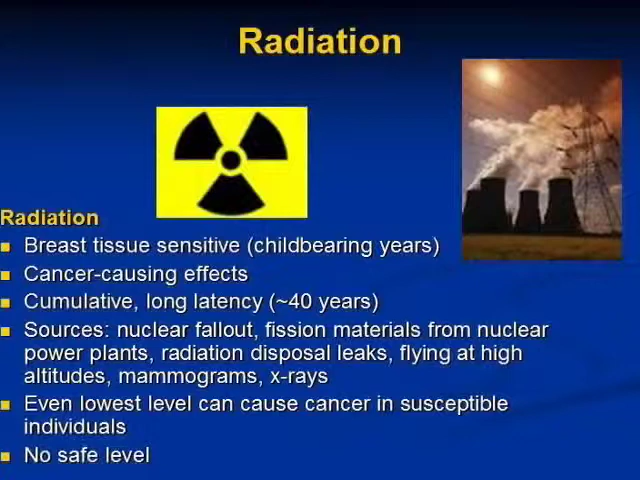 Radiation
Radiation
Breast tissue sensitive (childbearing years)
Cancer-causing effects
Cumulative, long latency (~40 years)
Sources: nuclear fallout, fission materials from nuclear
power plants, radiation disposal leaks, flying at high
altitudes, mammograms, x-rays
Even lowest level can cause cancer in susceptible
individuals
No safe level